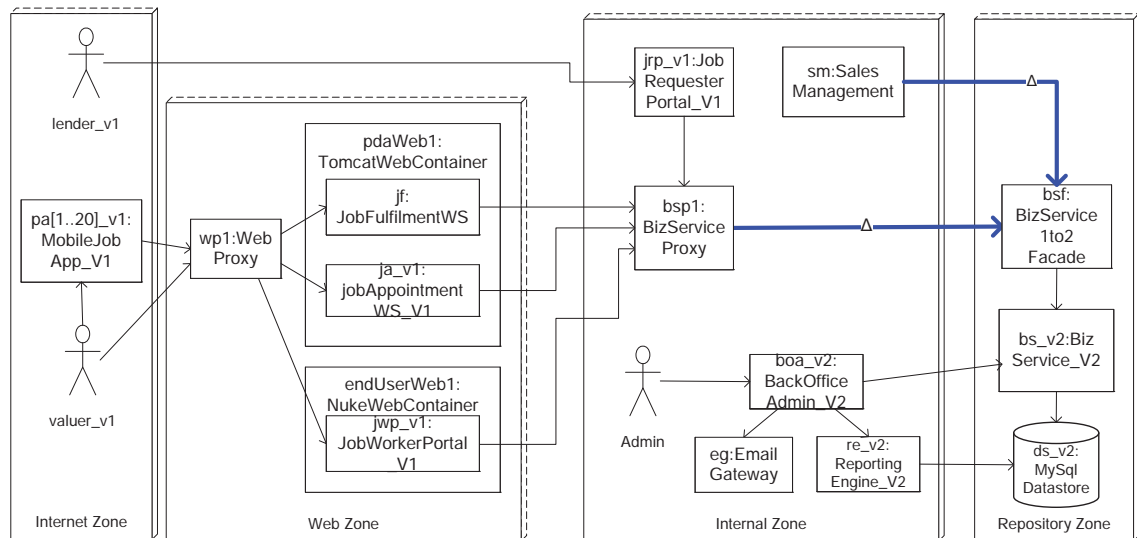 lender_v1
pa[1..20]_v1:
MobileJob
App_V1
valuer_v1
Internet Zone
wp1:Web
Proxy
pdaWeb1:
TomcatWebContainer
jf:
JobFulfilmentWS
ja_v1:
jobAppointment
WS_V1
endUserWeb1:
NukeWebContainer
jwp_v1:
JobWorkerPortal
_V1
Web Zone
jrp_v1:Job
Requester
Portal_V1
sm:Sales
Management
bsp1:
BizService
Proxy
Admin
boa_v2:
BackOffice
Admin_V2
eg:Email
Gateway
re_v2:
Reporting
Engine_V2
Internal Zone
Δ
Δ
bsf:
BizService
1to2
Facade
bs_v2:Biz
Service_V2
ds_v2:
MySql
Datastore
Repository Zone